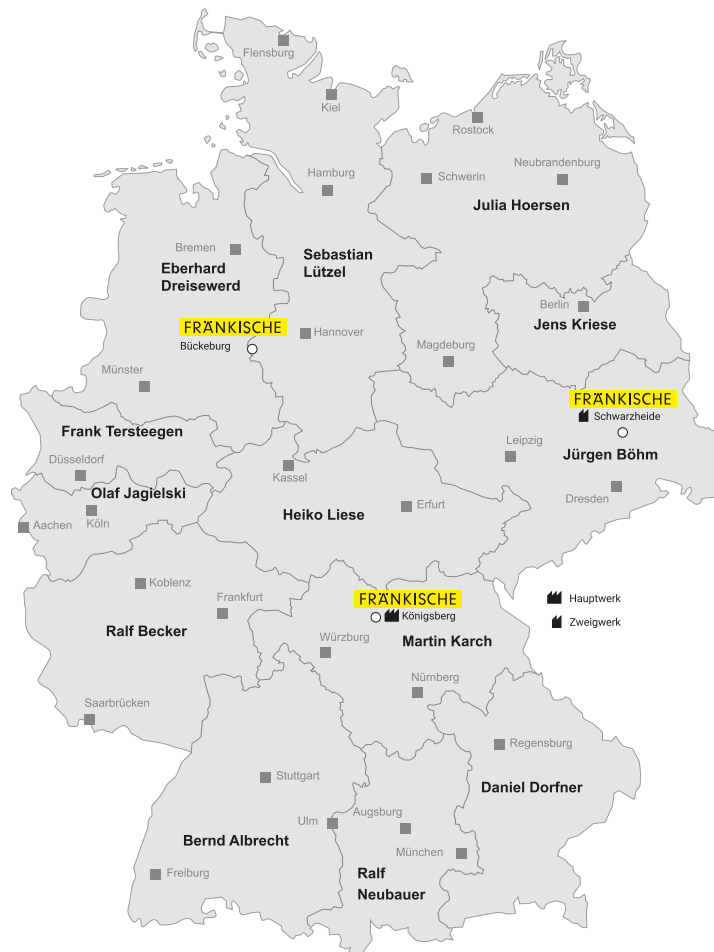 Flensburg
Kiel
Rostock
Hamburg
Schwerin
Neubrandenburg
Julia Hoersen
Bremen
Eberhard
Dreisewerd
Sebastian
Lützel
FRÄNKISCHE
Bückeburg
Hannover
Berlin
Jens Kriese
Magdeburg
Münster
FRÄNKISCHE
Schwarzheide
Frank Tersteegen
Leipzig
Jürgen Böhm
Düsseldorf
Kassel
Dresden
Olaf Jagielski
Aachen
Köln
Heiko Liese
Erfurt
Koblenz
Frankfurt
FRÄNKISCHE
Königsberg
Hauptwerk
Zweigwerk
Ralf Becker
Würzburg
Martin Karch
Nürnberg
Saarbrücken
Regensburg
Stuttgart
Daniel Dorfner
Ulm
Augsburg
Bernd Albrecht
München
Freiburg
Ralf
Neubauer